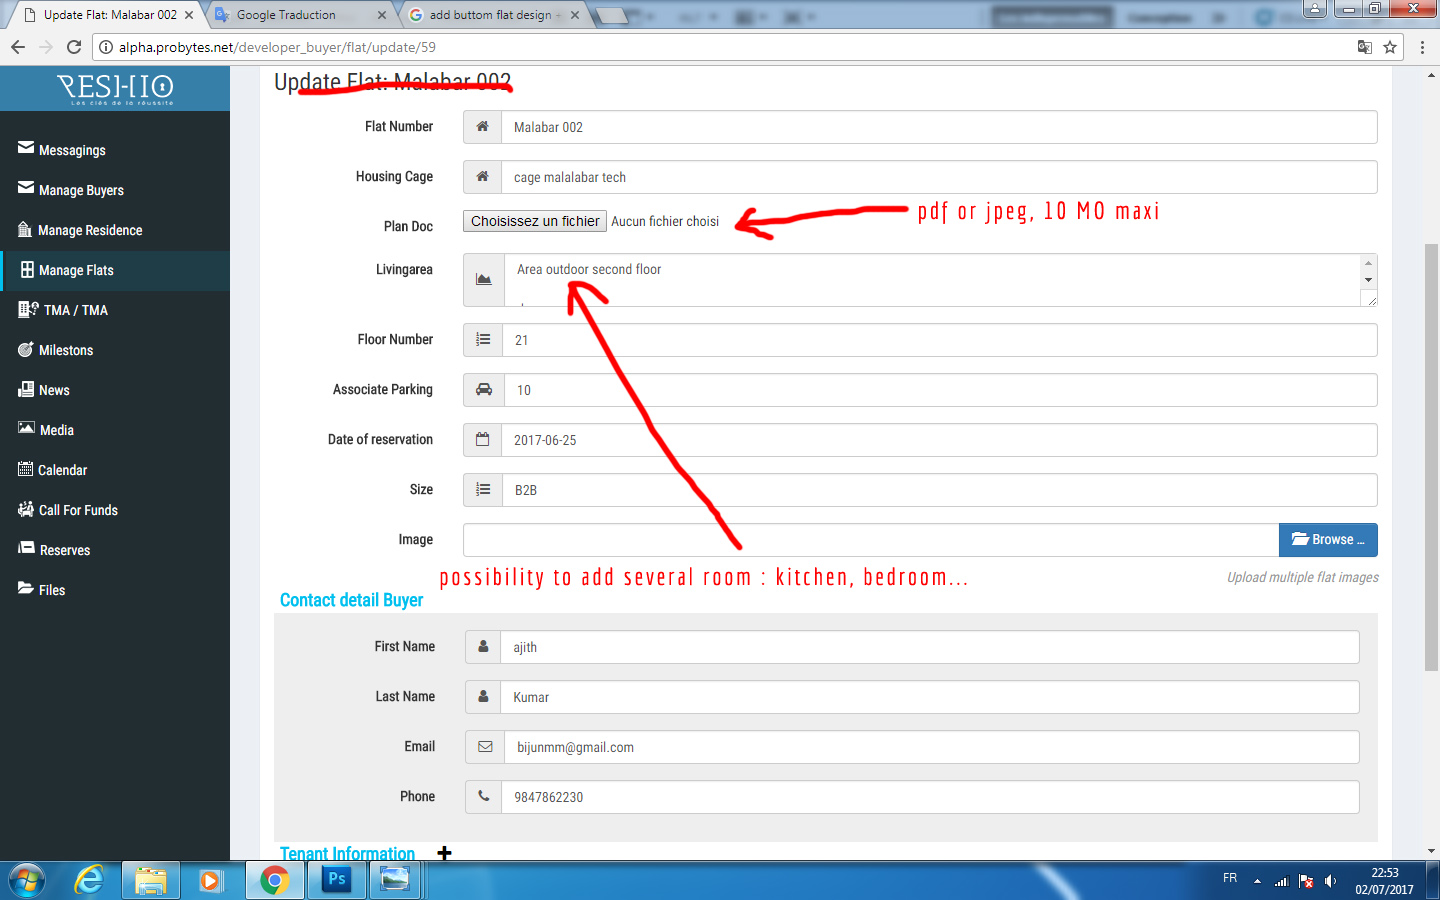 Update Flat: Malabar 002
Google Traduction
add buttom flat design -
alpha.probytes.net/developer_buyer/flat/update/59
RESHIO
Les clés de la réussite
Messagings
Manage Buyers
Manage Residence
Manage Flats
TMA / TMA
Milestons
News
Media
Calendar
Call For Funds
Reserves
Files
Update Flat: Malabar 002
Flat Number
Malabar 002
Housing Cage
cage malalabar tech
Plan Doc
Choisissez un fichier Aucun fichier choisi
pdf or jpeg, 10 MO maxi
Livingarea
Area outdoor second floor
Floor Number
21
Associate Parking
10
Date of reservation
2017-06-25
Size
B2B
Image
Browse ...
possibility to add several room : kitchen, bedroom...
Upload multiple flat images
Contact detail Buyer
First Name
ajith
Last Name
Kumar
Email
bijunmm@gmail.com
Phone
9847862230
Tenant Information
Ps
FR
22:53
02/07/2017